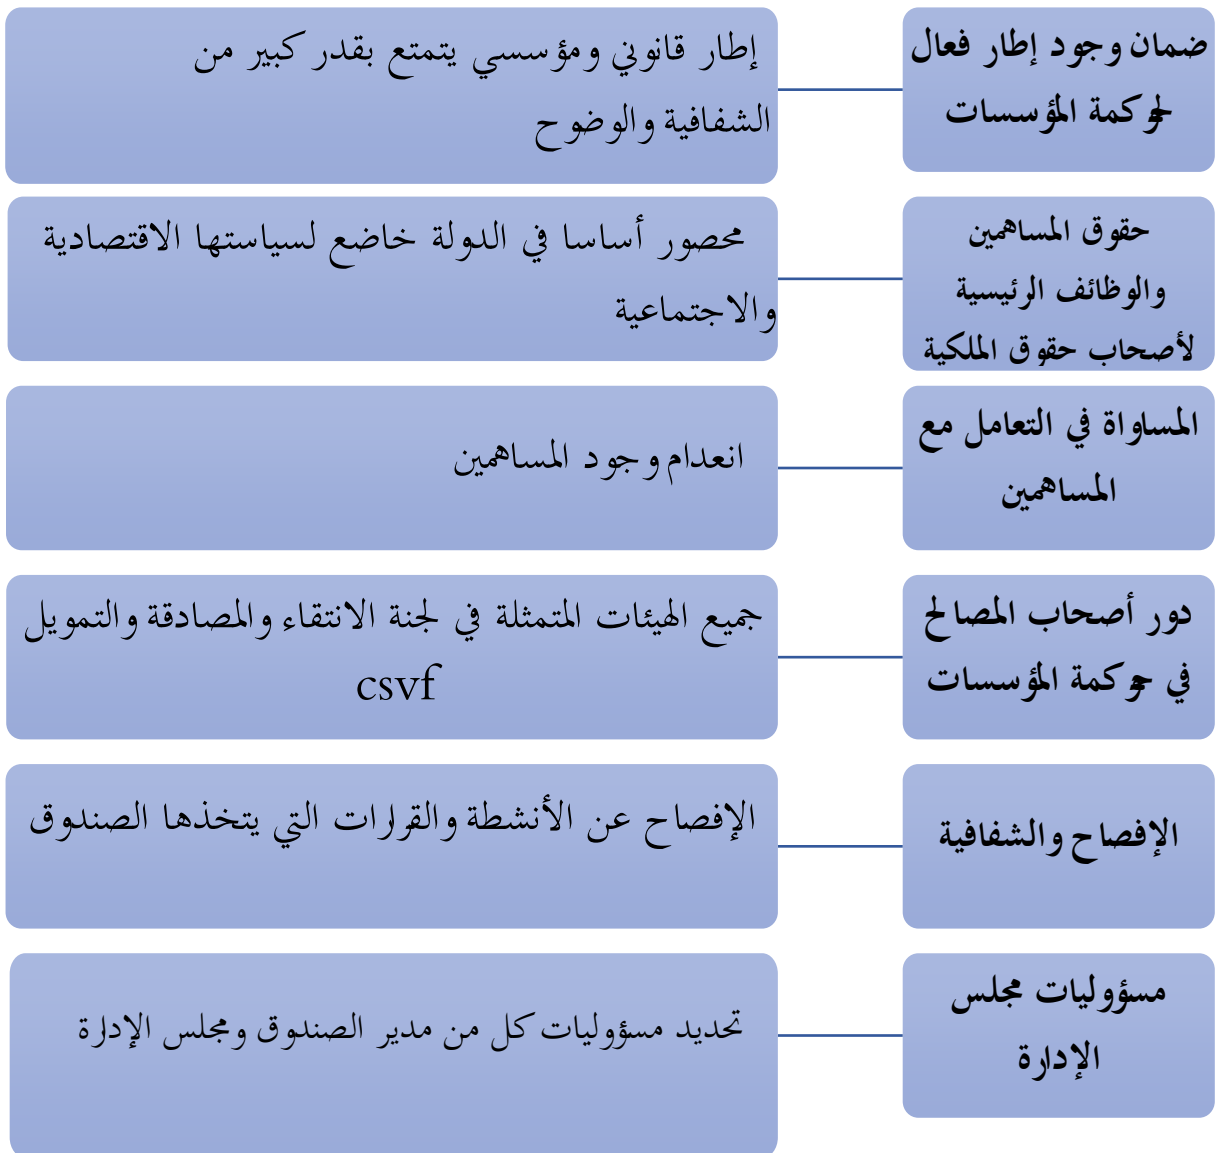 ضمان وجود إطار فعال
لحوكمة المؤسسات
إطار قانوني ومؤسسي يتمتع بقدر كبير من
الشفافية والوضوح
حقوق المساهمين
والوظائف الرئيسية
لأصحاب حقوق الملكية
محصور أساسا في الدولة خاضع لسياستها الاقتصادية
والاجتماعية
المساواة في التعامل مع
المساهمين
انعدام وجود المساهمين
دور أصحاب المصالح
في حوكمة المؤسسات
جميع الهيئات المتمثلة في لجنة الانتقاء والمصادقة والتمويل
csvf
الإفصاح والشفافية
الإفصاح عن الأنشطة والقرارات التي يتخذها الصندوق
مسؤوليات مجلس
الإدارة
تحديد مسؤوليات كل من مدير الصندوق ومجلس الإدارة